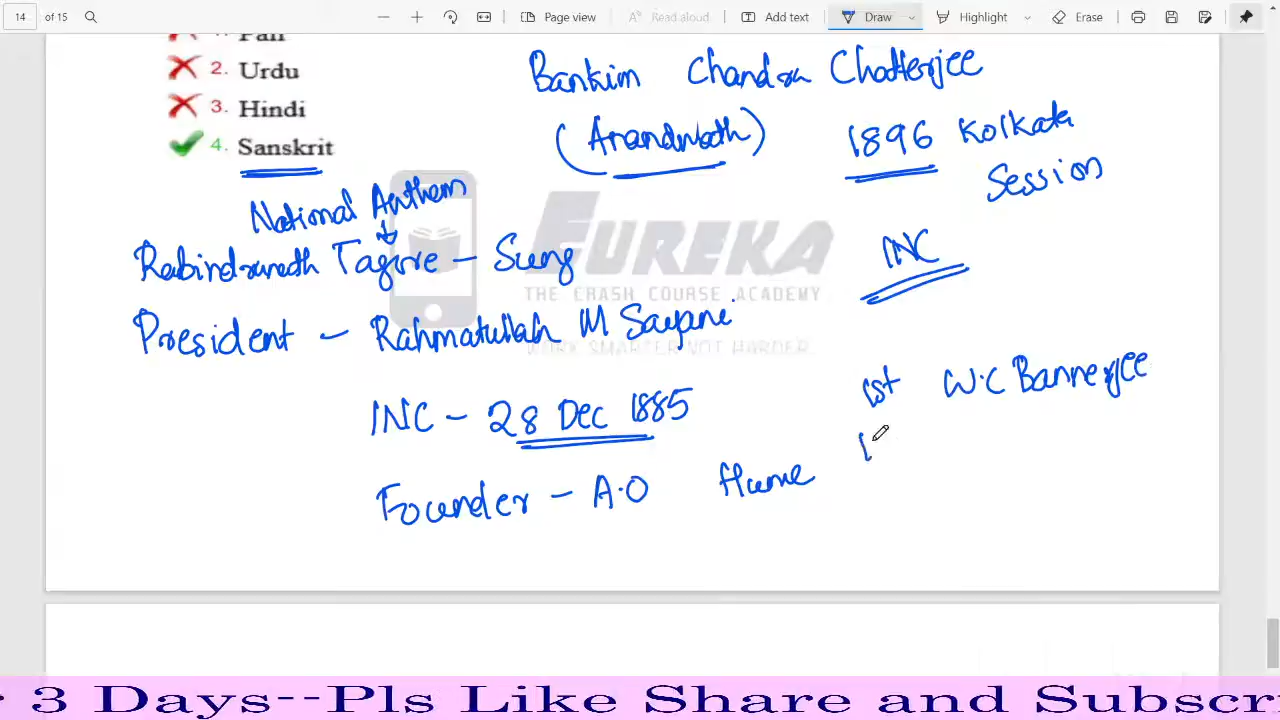 14 of 15 Page view Read aloud Add text Draw Highlight Erase
1. Pali
2. Urdu
3. Hindi
4. Sanskrit
Bankim Chandra Chatterjee
(Anandmath) 1896 Kolkata
Session
National Anthem
Rabindranath Tagore - Sung
INC
EUREKA
THE CRASH COURSE ACADEMY
WORK SMARTER NOT HARDER
President - Rahmatullah M Sayani
INC - 28 Dec 1885
1st W.C Bannerjee
Founder - A.O Hume
3 Days--Pls Like Share and Subscri